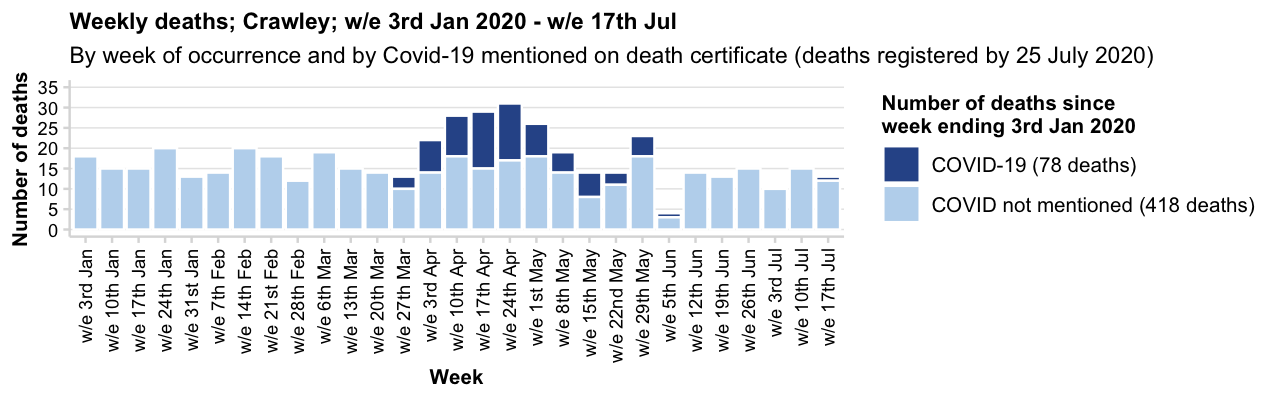 Weekly deaths; Crawley; w/e 3rd Jan 2020 - w/e 17th Jul
By week of occurrence and by Covid-19 mentioned on death certificate (deaths registered by 25 July 2020)
Number of deaths
35
30
25
20
15
10
5
0
w/e 3rd Jan
w/e 10th Jan
w/e 17th Jan
w/e 24th Jan
w/e 31st Jan
w/e 7th Feb
w/e 14th Feb
w/e 21st Feb
w/e 28th Feb
w/e 6th Mar
w/e 13th Mar
w/e 20th Mar
w/e 27th Mar
w/e 3rd Apr
w/e 10th Apr
w/e 17th Apr
w/e 24th Apr
w/e 1st May
w/e 8th May
w/e 15th May
w/e 22nd May
w/e 29th May
w/e 5th Jun
w/e 12th Jun
w/e 19th Jun
w/e 26th Jun
w/e 3rd Jul
w/e 10th Jul
w/e 17th Jul
Week
Number of deaths since
week ending 3rd Jan 2020
COVID-19 (78 deaths)
COVID not mentioned (418 deaths)